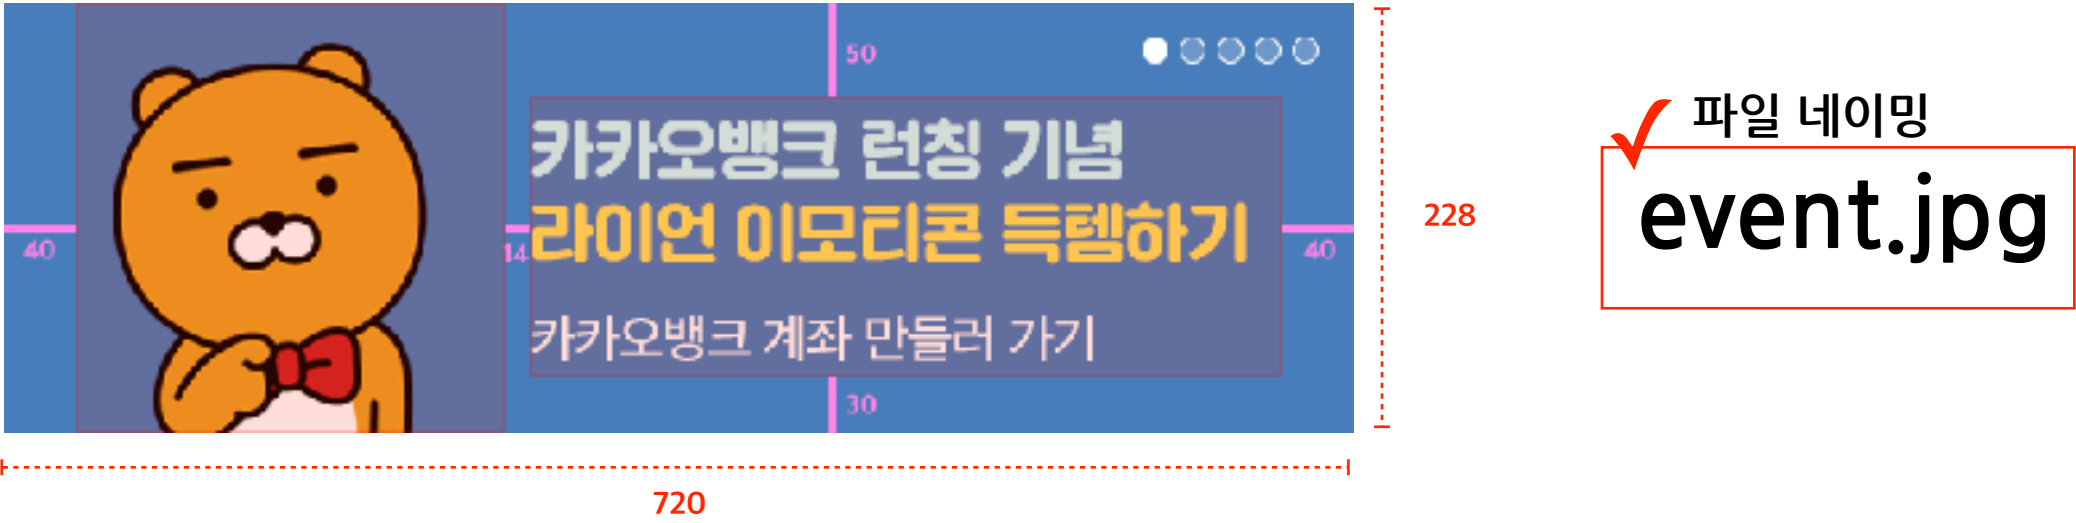 50
카카오뱅크 런칭 기념
라이언 이모티콘 득템하기
40
14
40
카카오뱅크 계좌 만들러 가기
30
720
228
파일 네이밍
event.jpg